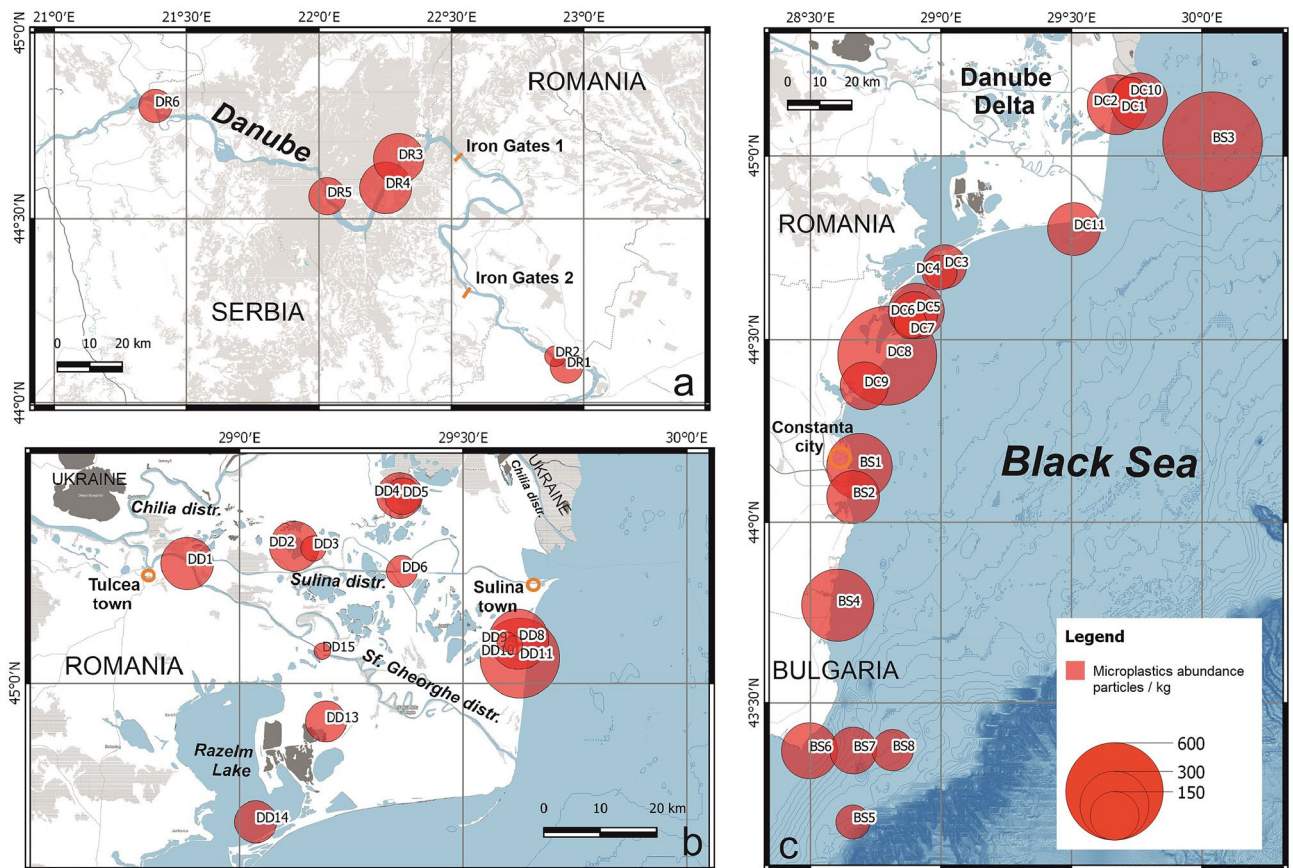 21°0'E 21°5'E 22°0'E 22°5'E 23°0'E
45°0'N
44°30'N
44°0'N
ROMANIA
DR6
Danube
DR3
Iron Gates 1
DR4
DR5
Iron Gates 2
SERBIA
DR2
DR1
0 10 20 km
a
29°0'E 29°30'E 30°0'E
45°0'N
UKRAINE
UKRAINE
Chilia distr.
Chilia distr.
DD4
DD5
DD2
DD3
DD1
DD6
Tulcea
town
Sulina distr.
Sulina
town
DD9
DD8
DD10
DD11
DD15
ROMANIA
Sf. Gheorghe distr.
DD13
Razelm
Lake
DD14
0 10 20 km
b
28°30'E 29°0'E 29°50'E 30°0'E
45°0'N
44°30'N
44°0'N
43°30'N
0 10 20 km
Danube
Delta
DC10
DC2
DC1
BS3
ROMANIA
DC11
DC3
DC4
DC6
DC5
DC7
DC8
DC9
Constanta
city
BS1
Black Sea
BS2
BS4
BULGARIA
BS6
BS7
BS8
BS5
Legend
Microplastics abundance
particles / kg
600
300
150
c